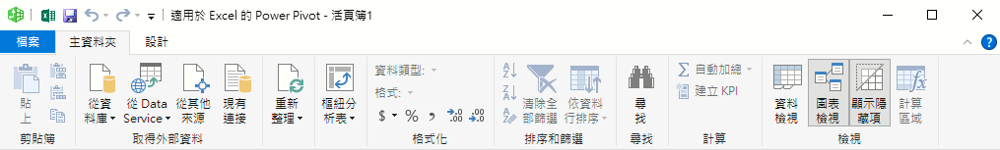 適用於 Excel 的 Power Pivot - 活頁簿1
檔案 主資料夾 設計
貼上
剪貼簿
從資料庫
從 Data Service
從其他來源
現有連接
取得外部資料
重新整理
樞紐分析表
資料類型:
格式:
$ % ,
.0 .00
.00 .0
格式化
A Z
Z A
清除全部篩選
依資料行排序
排序和篩選
尋找
尋找
自動加總
建立 KPI
計算
資料檢視
圖表檢視
顯示隱藏項
計算區域
檢視